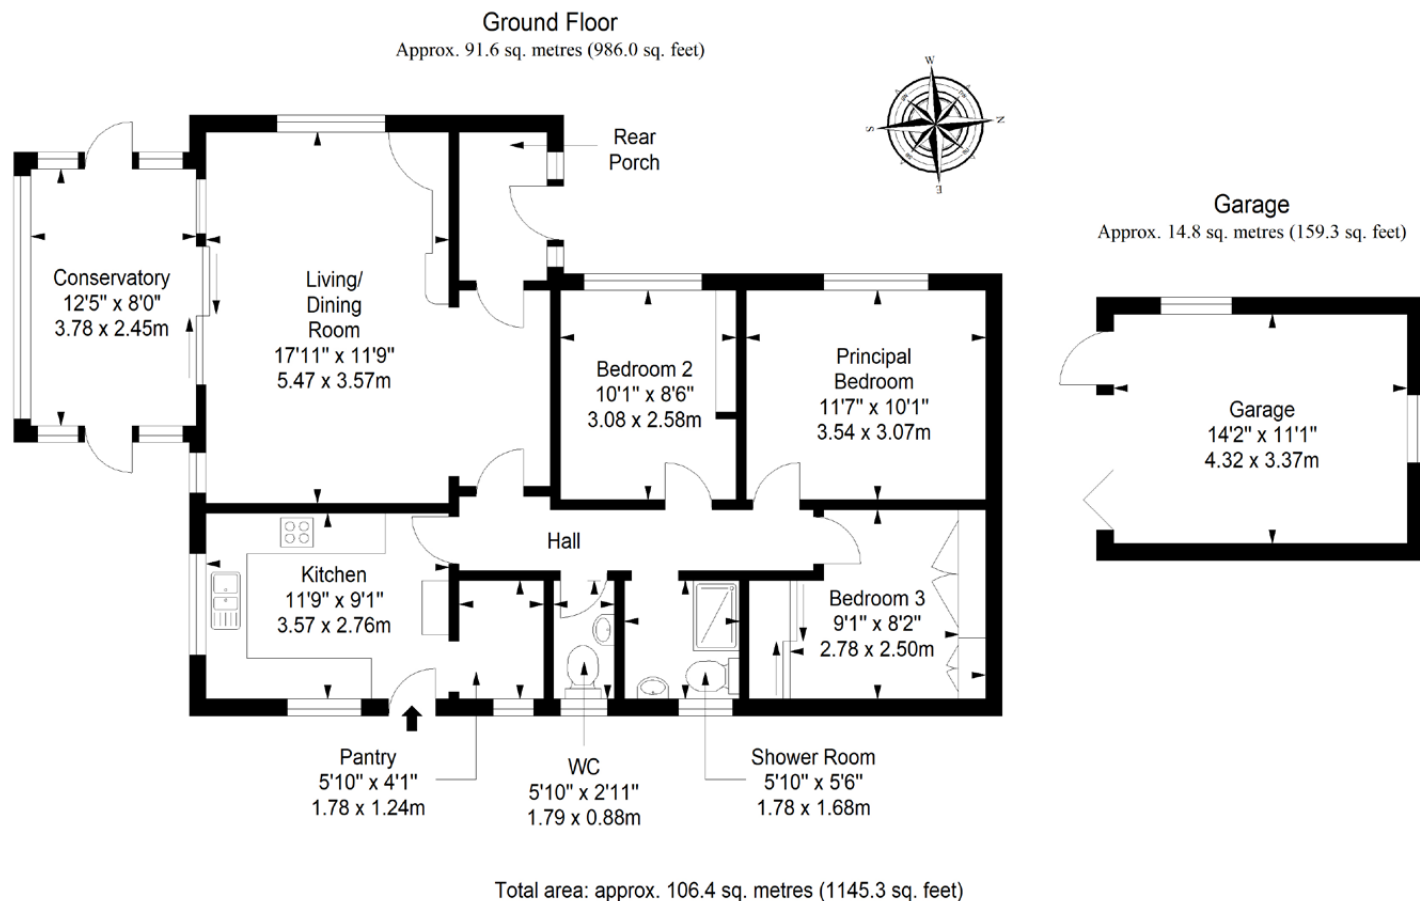 Ground Floor
Approx. 91.6 sq. metres (986.0 sq. feet)
W
N
S
E
Rear
Porch
Garage
Approx. 14.8 sq. metres (159.3 sq. feet)
Conservatory
12'5" x 8'0"
3.78 x 2.45m
Living/
Dining
Room
17'11" x 11'9"
5.47 x 3.57m
Bedroom 2
10'1" x 8'6"
3.08 x 2.58m
Principal
Bedroom
11'7" x 10'1"
3.54 x 3.07m
Garage
14'2" x 11'1"
4.32 x 3.37m
Hall
Kitchen
11'9" x 9'1"
3.57 x 2.76m
Bedroom 3
9'1" x 8'2"
2.78 x 2.50m
Pantry
5'10" x 4'1"
1.78 x 1.24m
WC
5'10" x 2'11"
1.79 x 0.88m
Shower Room
5'10" x 5'6"
1.78 x 1.68m
Total area: approx. 106.4 sq. metres (1145.3 sq. feet)